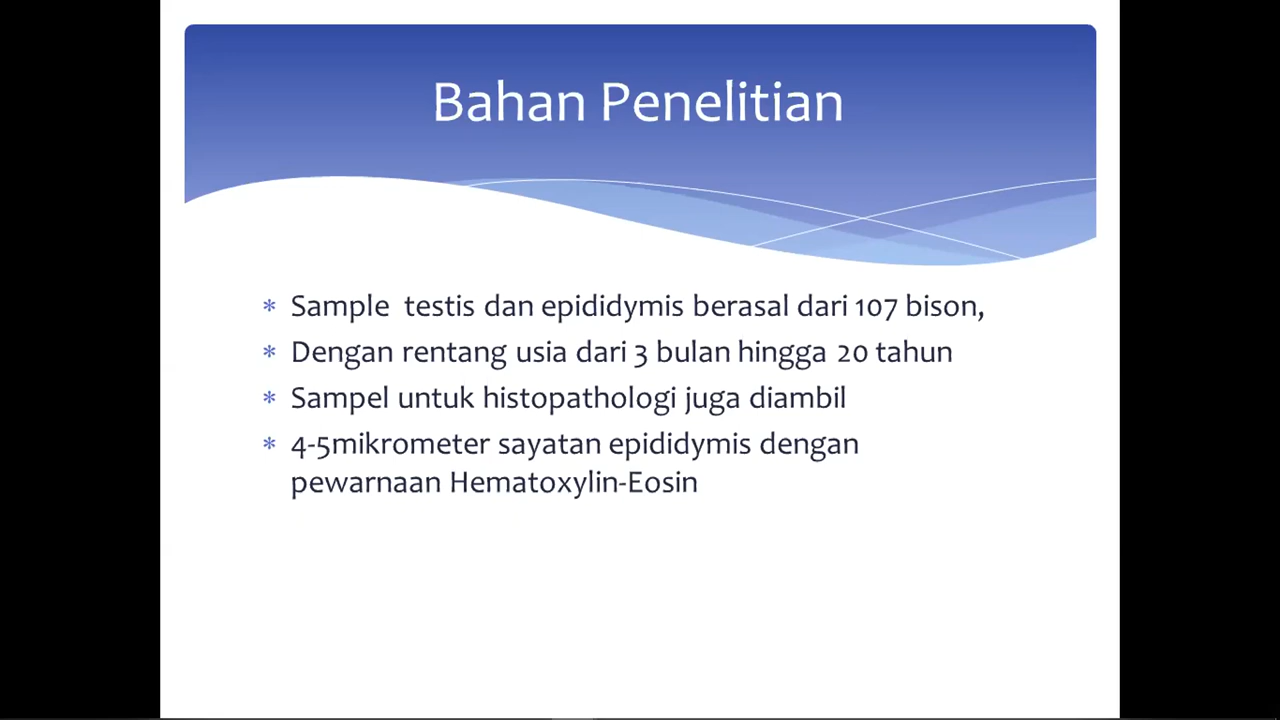 Bahan Penelitian
* Sample testis dan epididymis berasal dari 107 bison,
* Dengan rentang usia dari 3 bulan hingga 20 tahun
* Sampel untuk histopathologi juga diambil
* 4-5mikrometer sayatan epididymis dengan
pewarnaan Hematoxylin-Eosin